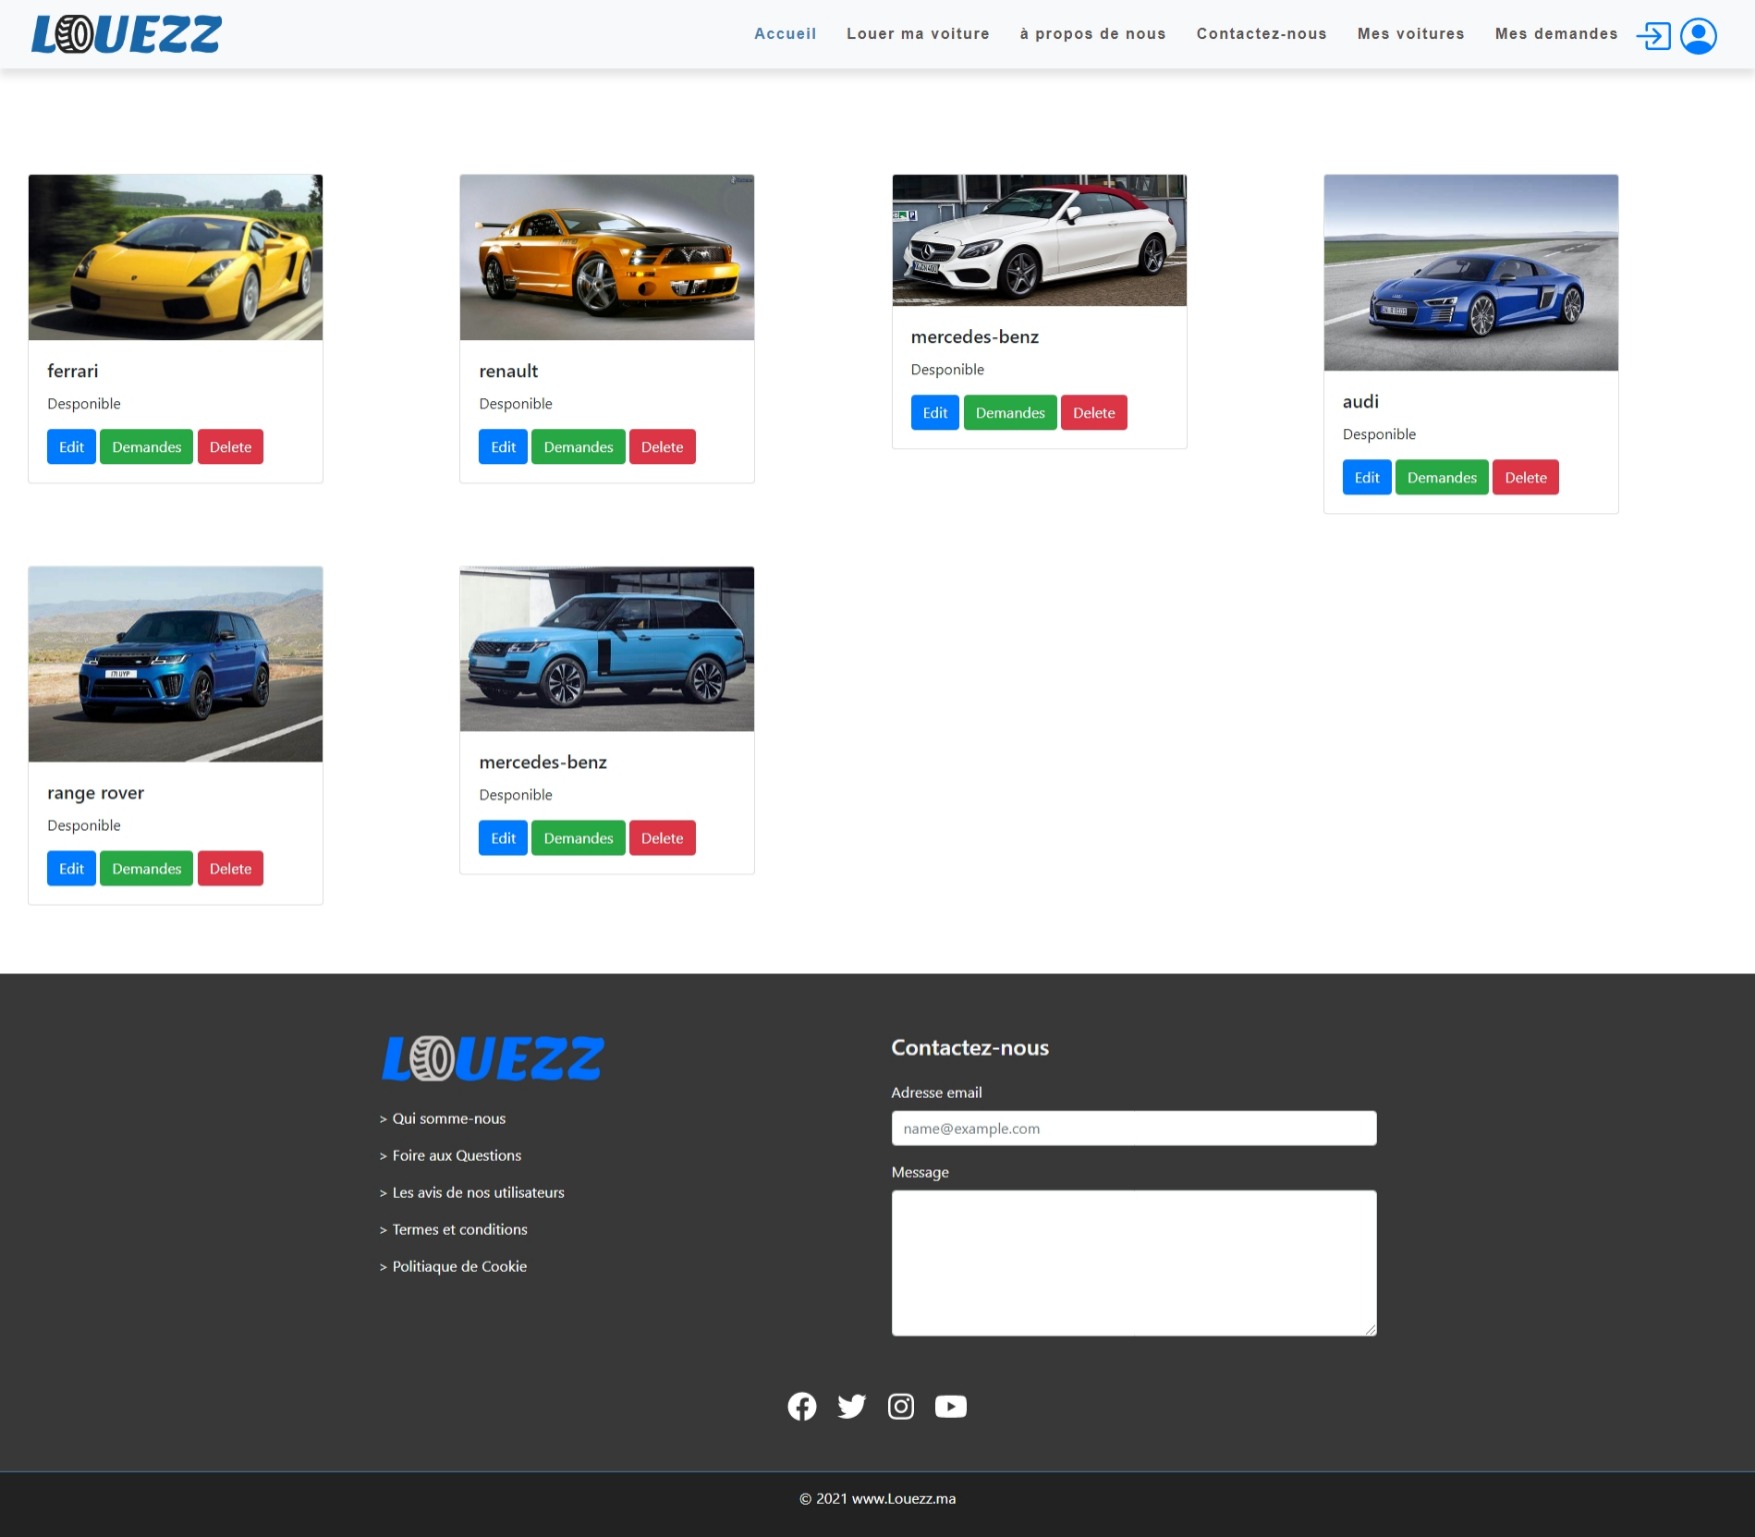 LOUEZZ
Accueil Louer ma voiture à propos de nous Contactez-nous Mes voitures Mes demandes
ferrari
Desponible
Edit Demandes Delete
renault
Desponible
Edit Demandes Delete
mercedes-benz
Desponible
Edit Demandes Delete
audi
Desponible
Edit Demandes Delete
range rover
Desponible
Edit Demandes Delete
mercedes-benz
Desponible
Edit Demandes Delete
LOUEZZ
> Qui somme-nous
> Foire aux Questions
> Les avis de nos utilisateurs
> Termes et conditions
> Politiaque de Cookie
Contactez-nous
Adresse email
name@example.com
Message
© 2021 www.Louezz.ma